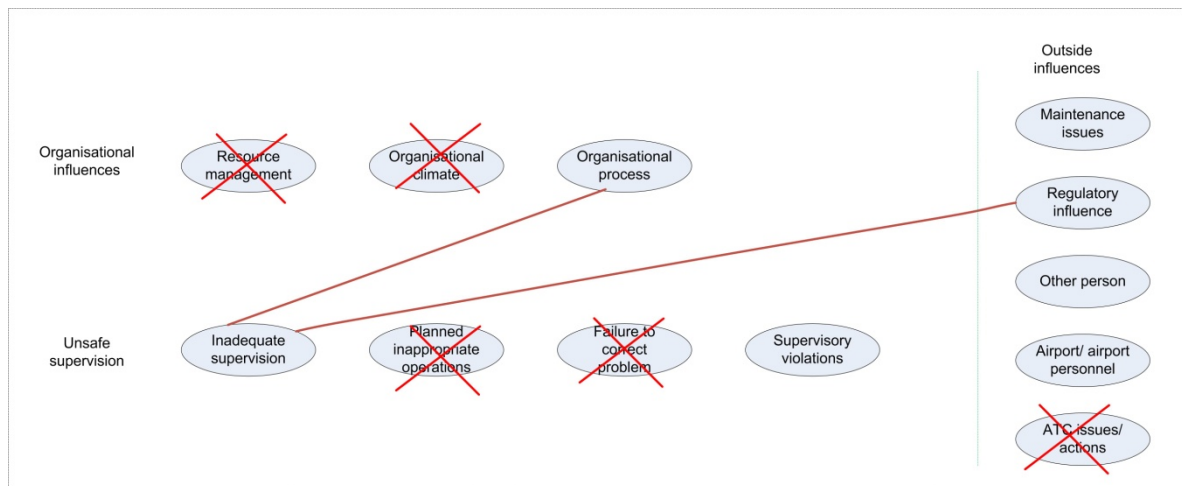 Outside
influences
Maintenance
issues
Organisational
influences
Resource
management
Organisational
climate
Organisational
process
Regulatory
influence
Other person
Unsafe
supervision
Inadequate
supervision
Planned
inappropriate
operations
Failure to
correct
problem
Supervisory
violations
Airport/ airport
personnel
ATC issues/
actions